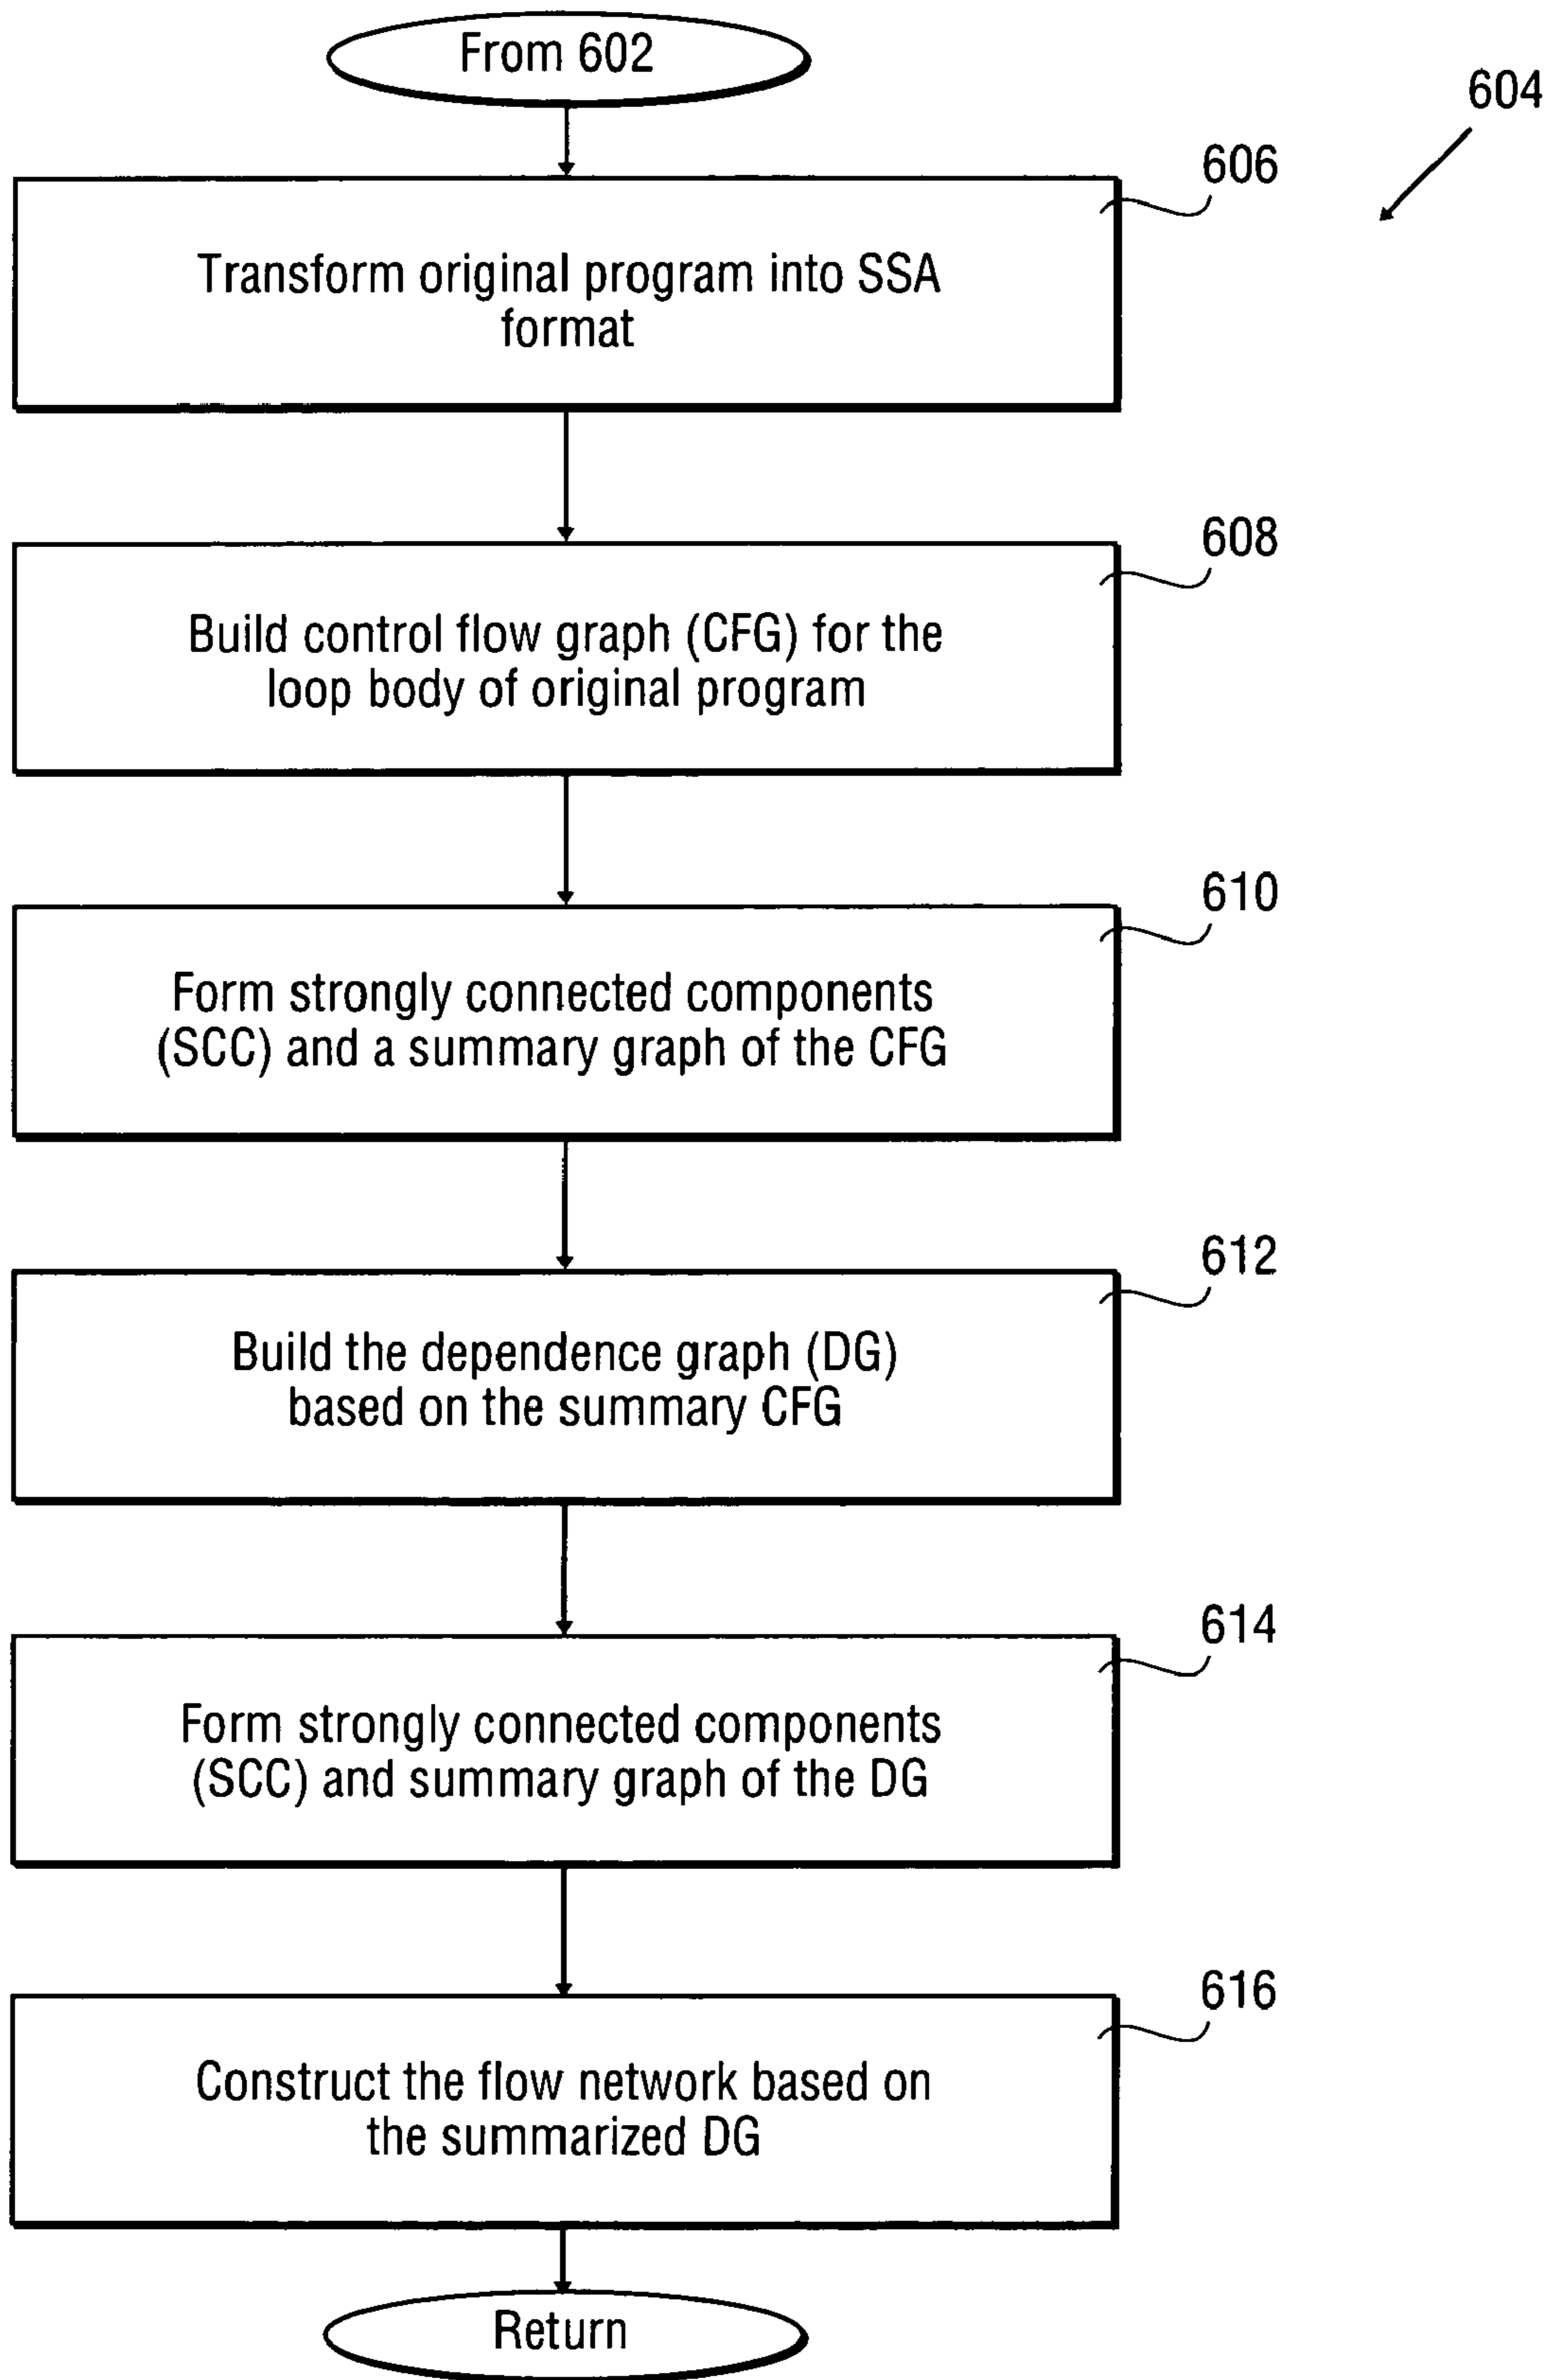 From 602
604
606
Transform original program into SSA
format
608
Build control flow graph (CFG) for the
loop body of original program
610
Form strongly connected components
(SCC) and a summary graph of the CFG
612
Build the dependence graph (DG)
based on the summary CFG
614
Form strongly connected components
(SCC) and summary graph of the DG
616
Construct the flow network based on
the summarized DG
Return